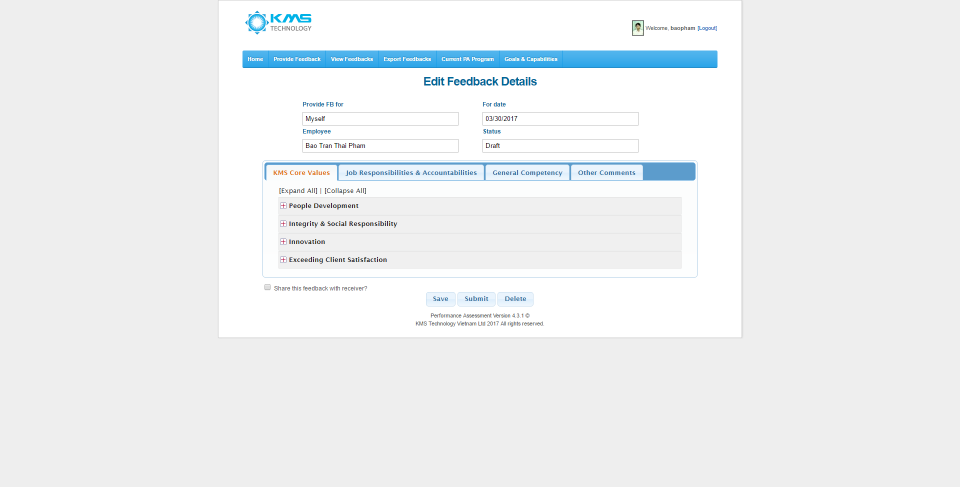 KMS
TECHNOLOGY
Welcome, baopham [Logout]
Home Provide Feedback View Feedbacks Export Feedbacks Current PA Program Goals & Capabilities
Edit Feedback Details
Provide FB for For date
Myself 03/30/2017
Employee Status
Bao Tran Thai Pham Draft
KMS Core Values Job Responsibilities & Accountabilities General Competency Other Comments
[Expand All] | [Collapse All]
People Development
Integrity & Social Responsibility
Innovation
Exceeding Client Satisfaction
Share this feedback with receiver?
Save Submit Delete
Performance Assessment Version 4.3.1 ©
KMS Technology Vietnam Ltd 2017 All rights reserved.